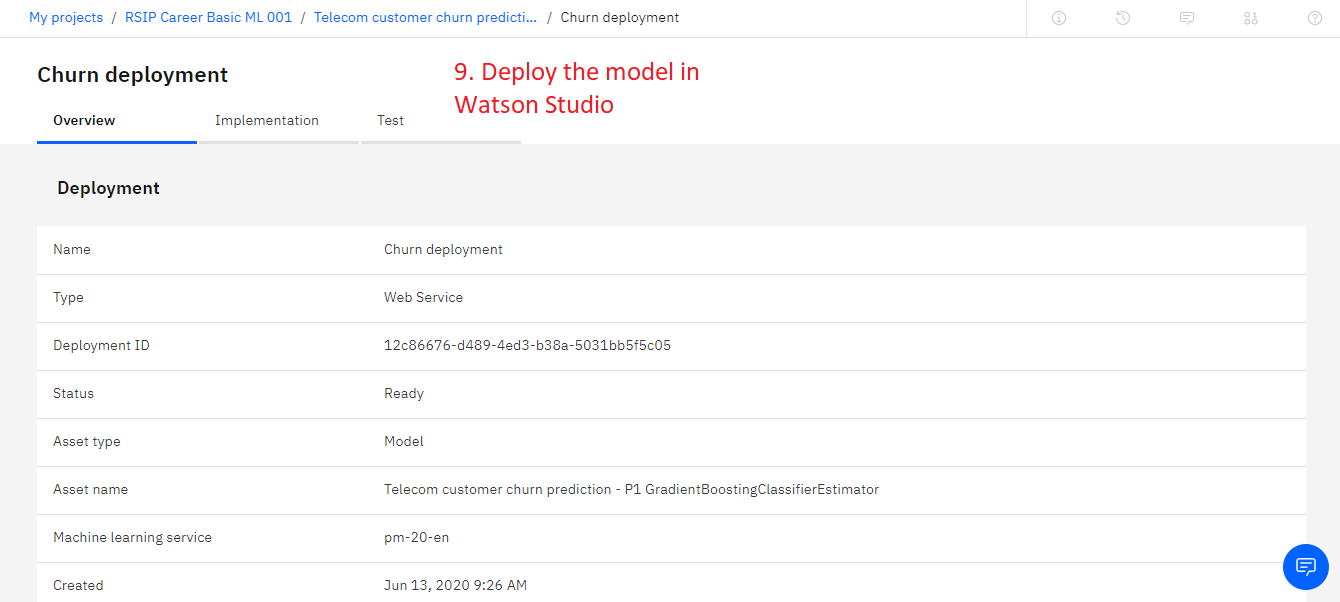 My projects / RSIP Career Basic ML 001 / Telecom customer churn predicti... / Churn deployment
Churn deployment
9. Deploy the model in
Watson Studio
Overview Implementation Test
Deployment
Name Churn deployment
Type Web Service
Deployment ID 12c86676-d489-4ed3-b38a-5031bb5f5c05
Status Ready
Asset type Model
Asset name Telecom customer churn prediction - P1 GradientBoostingClassifierEstimator
Machine learning service pm-20-en
Created Jun 13, 2020 9:26 AM